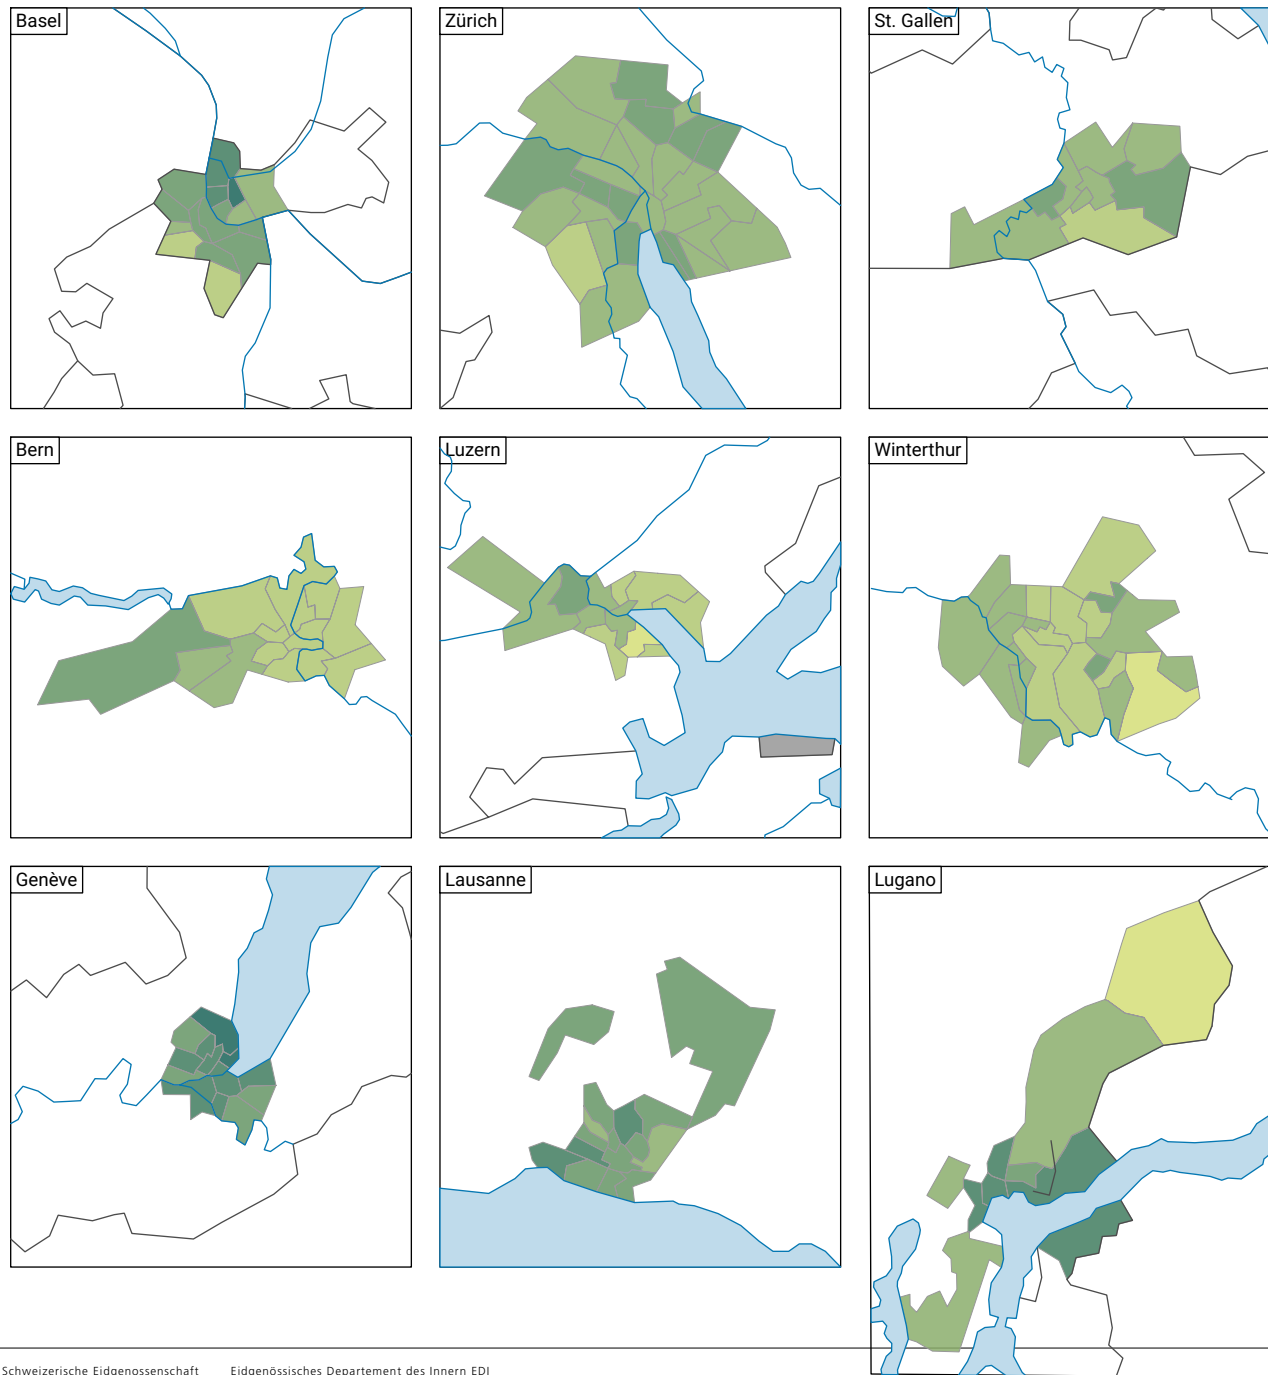 Basel
Zürich
St. Gallen
Bern
Luzern
Winterthur
Genève
Lausanne
Lugano
Schweizerische Eidgenossenschaft Eidgenössisches Departement des Innern EDI